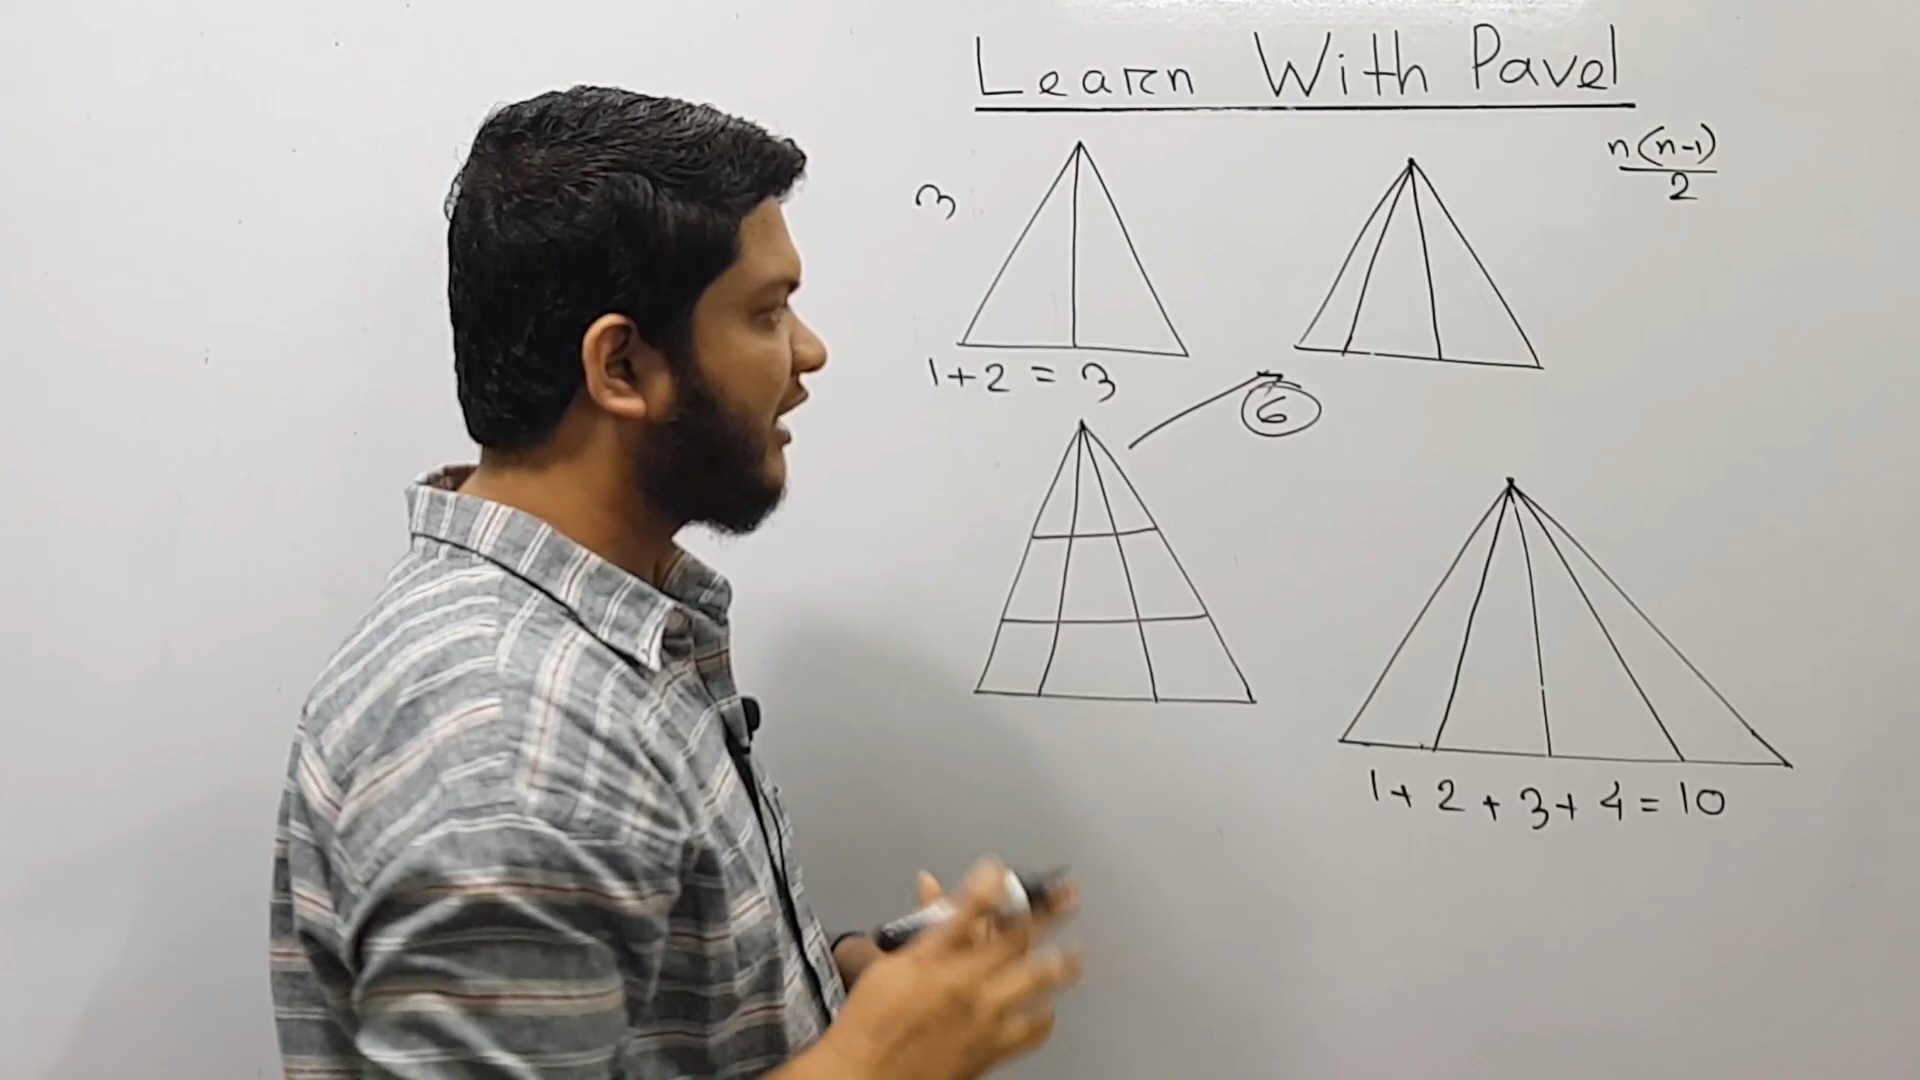 Learn With Pavel
n(n-1)
2
3
1+2 = 3
6
1+ 2 + 3 + 4 = 10